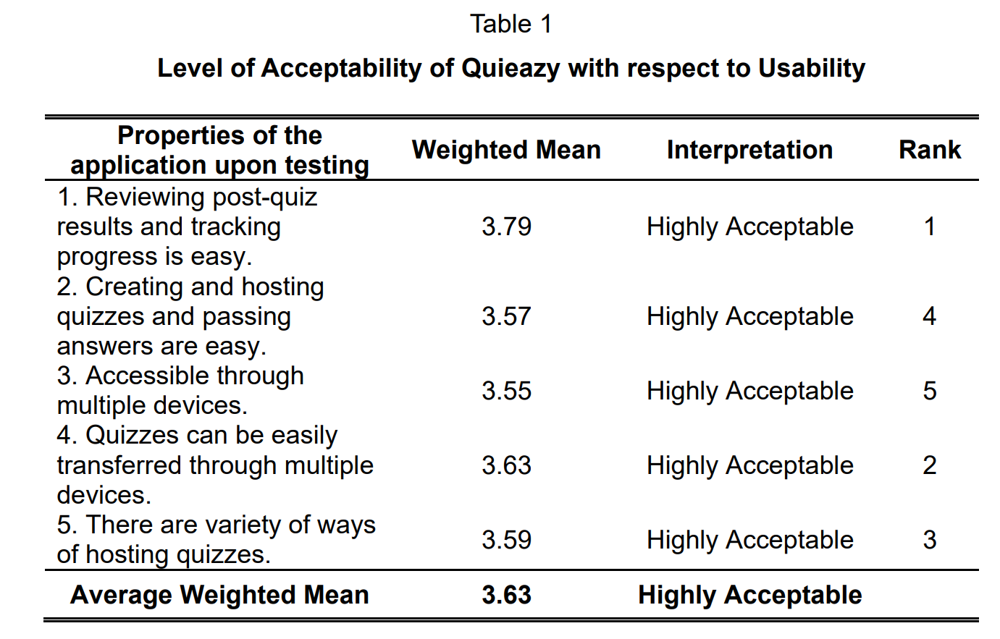 Table 1
Level of Acceptability of Quieazy with respect to Usability
Properties of the
application upon testing
Weighted Mean
Interpretation
Rank
1. Reviewing post-quiz
results and tracking
progress is easy.
3.79
Highly Acceptable
1
2. Creating and hosting
quizzes and passing
answers are easy.
3.57
Highly Acceptable
4
3. Accessible through
multiple devices.
3.55
Highly Acceptable
5
4. Quizzes can be easily
transferred through multiple
devices.
3.63
Highly Acceptable
2
5. There are variety of ways
of hosting quizzes.
3.59
Highly Acceptable
3
Average Weighted Mean
3.63
Highly Acceptable